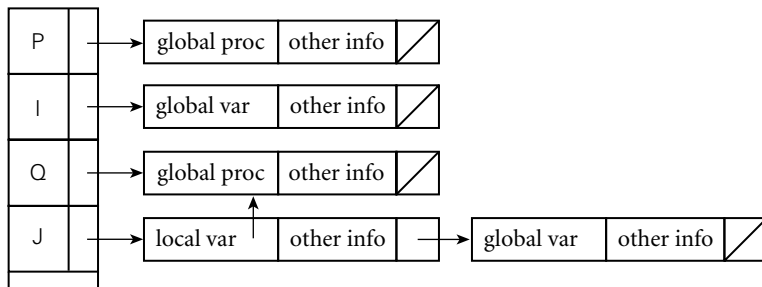 P global proc other info
I global var other info
Q global proc other info
J local var other info global var other info